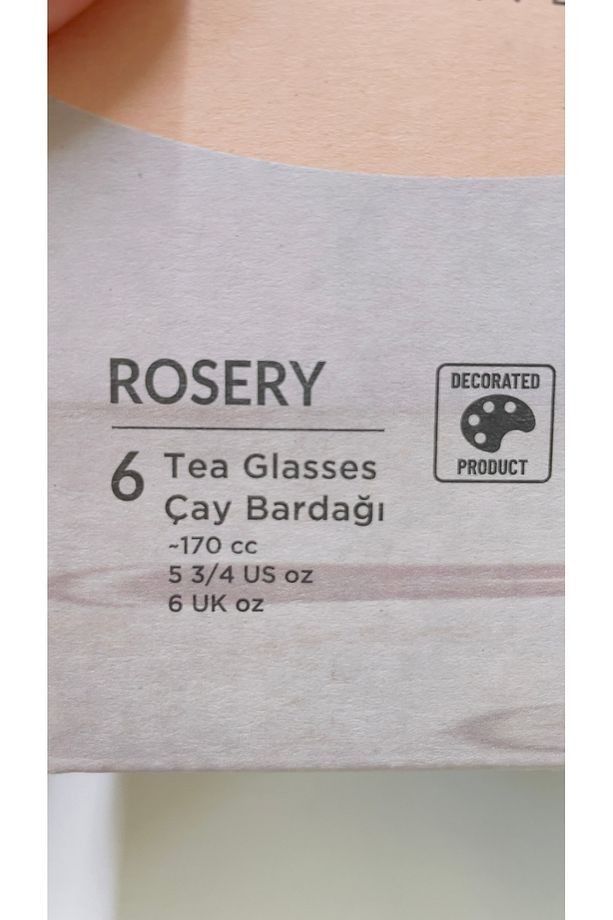 ROSERY
6 Tea Glasses
Çay Bardağı
~170 cc
5 3/4 US oz
6 UK oz
DECORATED
PRODUCT